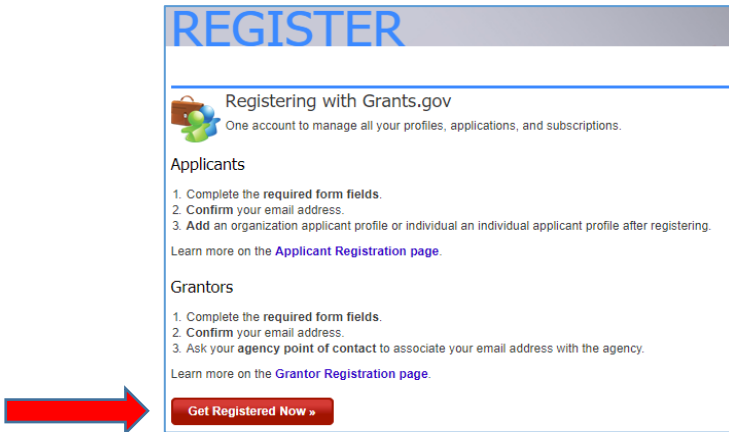 REGISTER
Registering with Grants.gov
One account to manage all your profiles, applications, and subscriptions.
Applicants
1. Complete the required form fields.
2. Confirm your email address.
3. Add an organization applicant profile or individual an individual applicant profile after registering.
Learn more on the Applicant Registration page.
Grantors
1. Complete the required form fields.
2. Confirm your email address.
3. Ask your agency point of contact to associate your email address with the agency.
Learn more on the Grantor Registration page.
Get Registered Now »